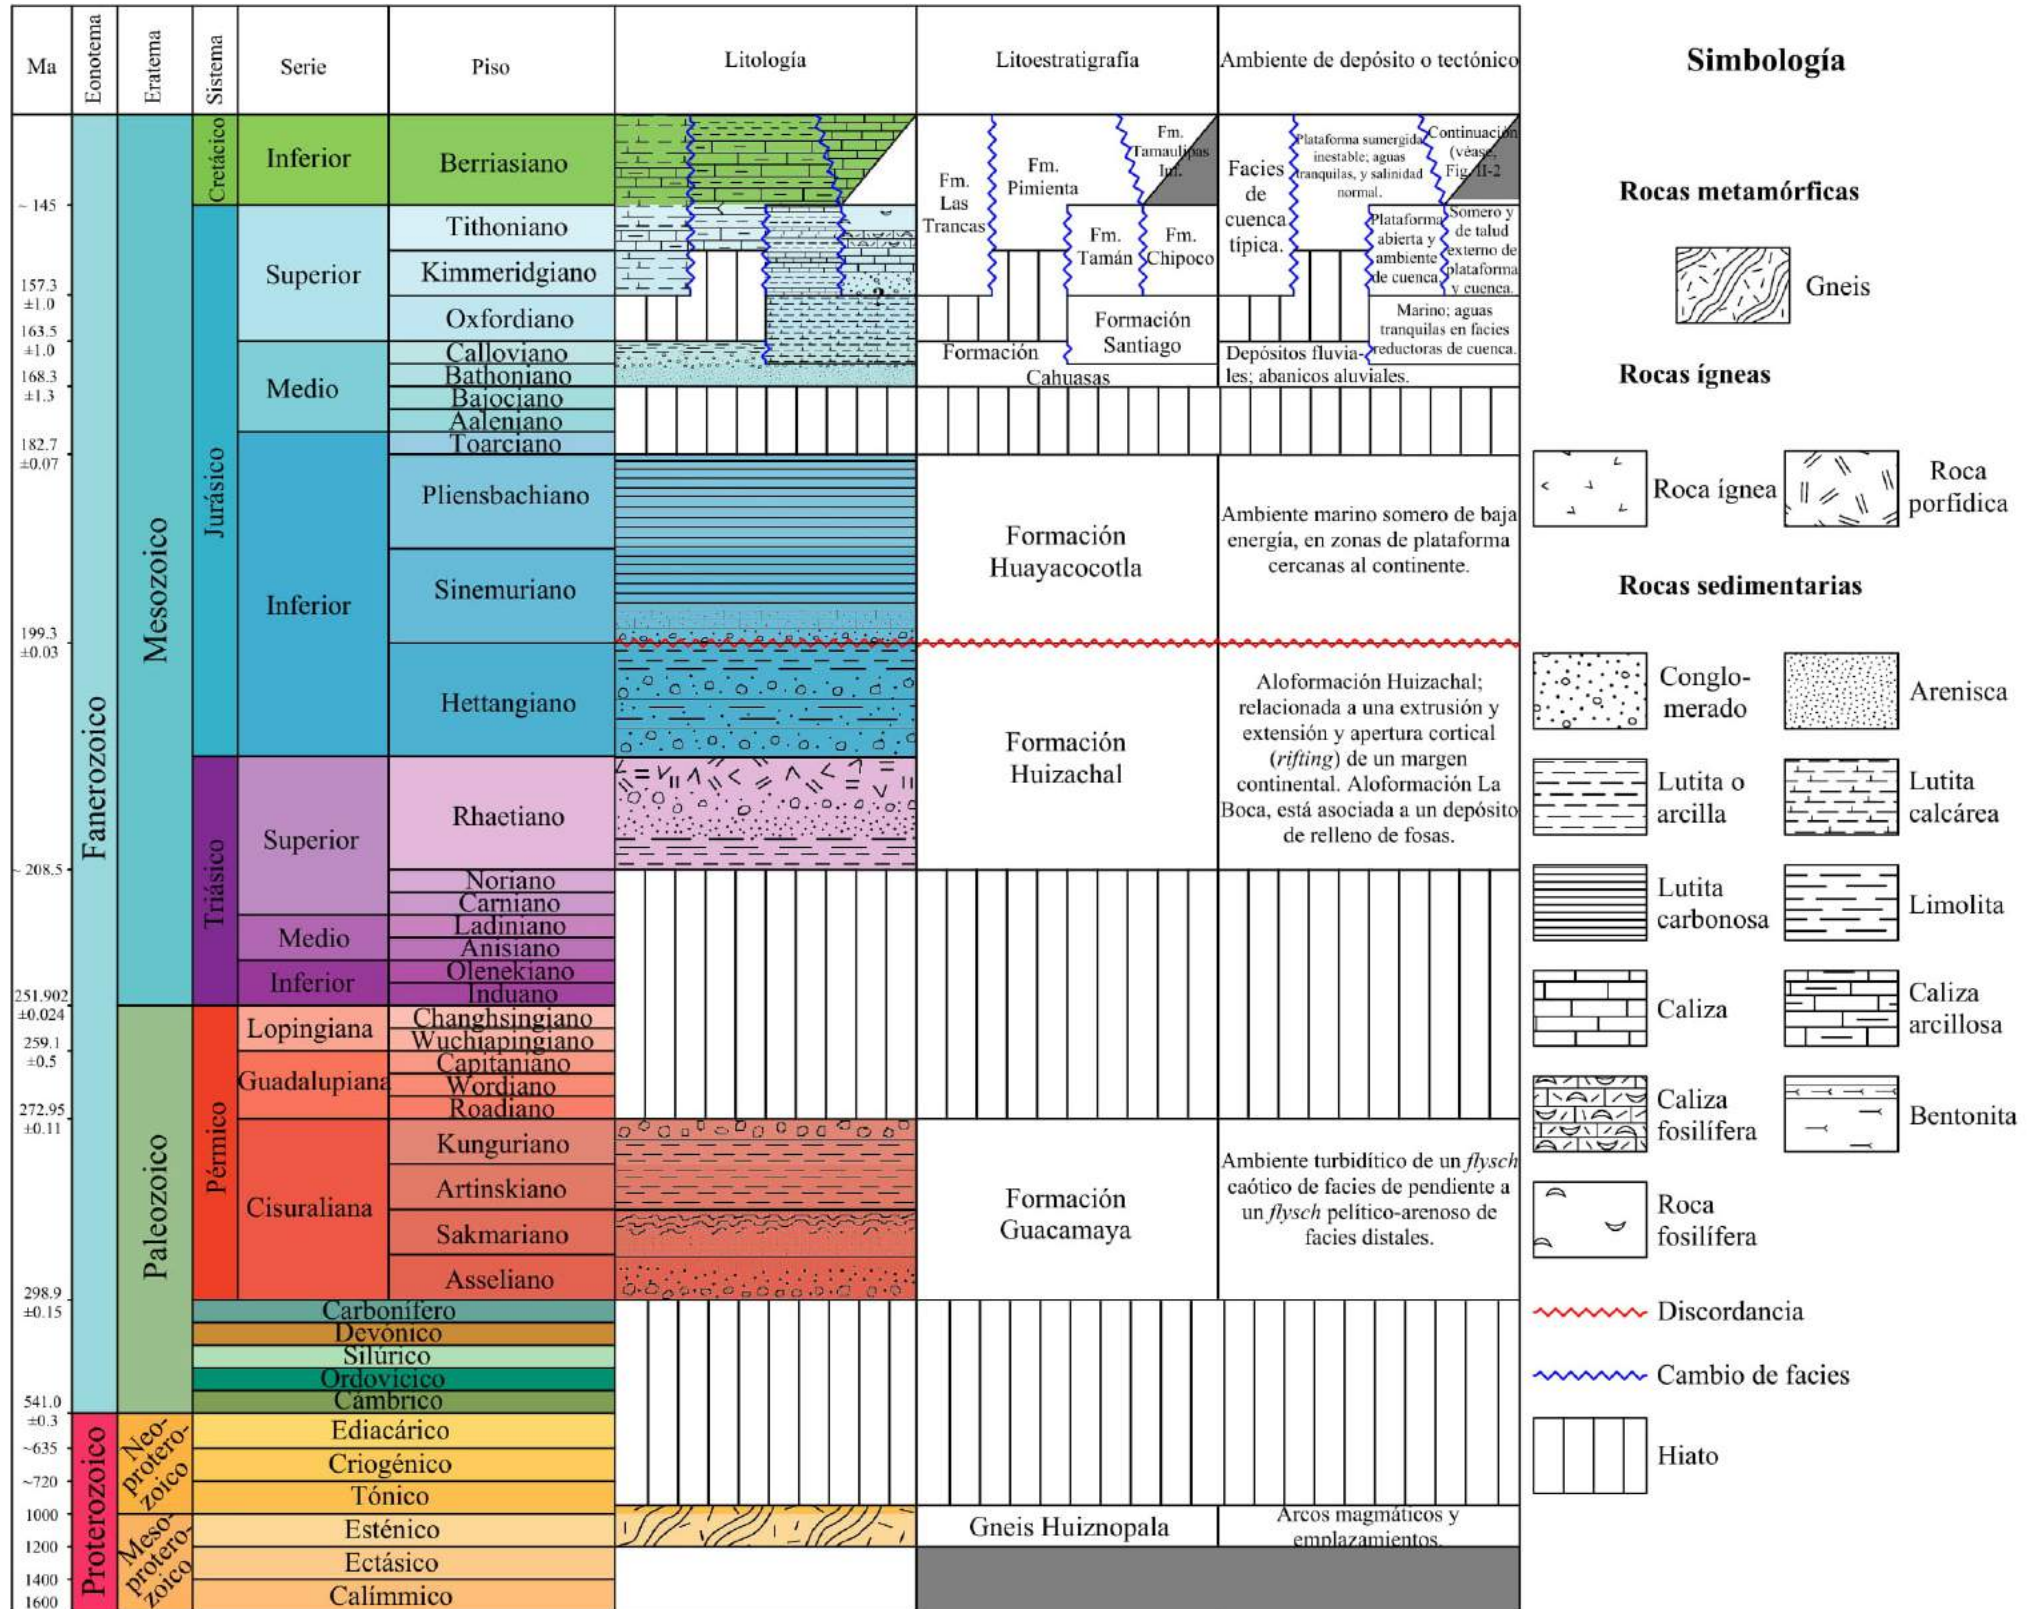 Ma
Eonotema
Eratema
Sistema
Serie
Piso
Litología
Litoestratigrafía
Ambiente de depósito o tectónico
~ 145
157.3
±1.0
163.5
±1.0
168.3
±1.3
182.7
±0.07
199.3
±0.03
~ 208.5
251.902
±0.024
259.1
±0.5
272.95
±0.11
298.9
±0.15
541.0
±0.3
~635
~720
1000
1200
1400
1600
Fanerozoico
Proterozoico
Mesozoico
Paleozoico
Neo-
protero-
zoico
Meso-
protero-
zoico
Cretácico
Jurásico
Triásico
Pérmico
Inferior
Superior
Medio
Inferior
Superior
Medio
Inferior
Lopingiana
Guadalupiana
Cisuraliana
Berriasiano
Tithoniano
Kimmeridgiano
Oxfordiano
Calloviano
Bathoniano
Bajociano
Aaleniano
Toarciano
Pliensbachiano
Sinemuriano
Hettangiano
Rhaetiano
Noriano
Carniano
Ladiniano
Anisiano
Olenekiano
Induano
Changhsingiano
Wuchiapingiano
Capitaniano
Wordiano
Roadiano
Kunguriano
Artinskiano
Sakmariano
Asseliano
Carbonífero
Devónico
Silúrico
Ordovícico
Cámbrico
Ediacárico
Criogénico
Tónico
Esténico
Ectásico
Calímmico
?
Fm.
Las
Trancas
Fm.
Pimienta
Fm.
Tamaulipas
Inf.
Fm.
Tamán
Fm.
Chipoco
Formación
Santiago
Formación
Cahuasas
Formación
Huayacocotla
Formación
Huizachal
Formación
Guacamaya
Gneis Huiznopala
Facies
de
cuenca
típica.
Plataforma sumergida
inestable; aguas
tranquilas, y salinidad
normal.
Continuación
(véase,
Fig. II-2
Plataforma
abierta y
ambiente
de cuenca.
Somero y
de talud
externo de
plataforma
y cuenca.
Marino; aguas
tranquilas en facies
reductoras de cuenca.
Depósitos fluvia-
les; abanicos aluviales.
Ambiente marino somero de baja
energía, en zonas de plataforma
cercanas al continente.
Aloformación Huizachal;
relacionada a una extrusión y
extensión y apertura cortical
(rifting) de un margen
continental. Aloformación La
Boca, está asociada a un depósito
de relleno de fosas.
Ambiente turbidítico de un flysch
caótico de facies de pendiente a
un flysch pelítico-arenoso de
facies distales.
Arcos magmáticos y
emplazamientos.
Simbología
Rocas metamórficas
Gneis
Rocas ígneas
Roca ígnea
Roca
porfídica
Rocas sedimentarias
Conglo-
merado
Arenisca
Lutita o
arcilla
Lutita
calcárea
Lutita
carbonosa
Limolita
Caliza
Caliza
arcillosa
Caliza
fosilífera
Bentonita
Roca
fosilífera
Discordancia
Cambio de facies
Hiato